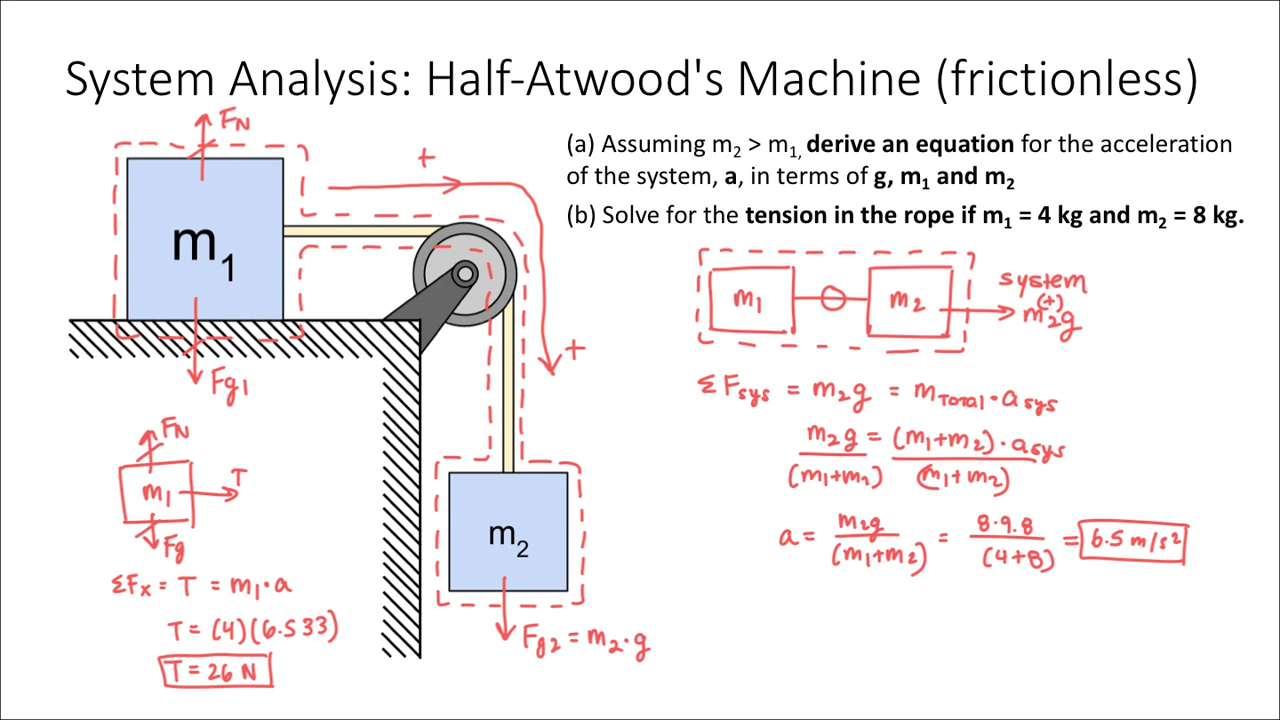 System Analysis: Half-Atwood's Machine (frictionless)
(a) Assuming m₂ > m₁, derive an equation for the acceleration
of the system, a, in terms of g, m₁ and m₂
(b) Solve for the tension in the rope if m₁ = 4 kg and m₂ = 8 kg.
F_N
+
m₁
+
Fg1
m₂
Fg2 = m₂·g
F_N
m₁
T
Fg
ΣFx = T = m₁·a
T = (4)(6.533)
T = 26 N
m₁
m₂
system
(+)
m₂g
ΣFsys = m₂g = mTotal·asys
m₂g = (m₁+m₂)·asys
(m₁+m₂) (m₁+m₂)
a = m₂g/(m₁+m₂) = 8·9.8/(4+8) = 6.5 m/s²